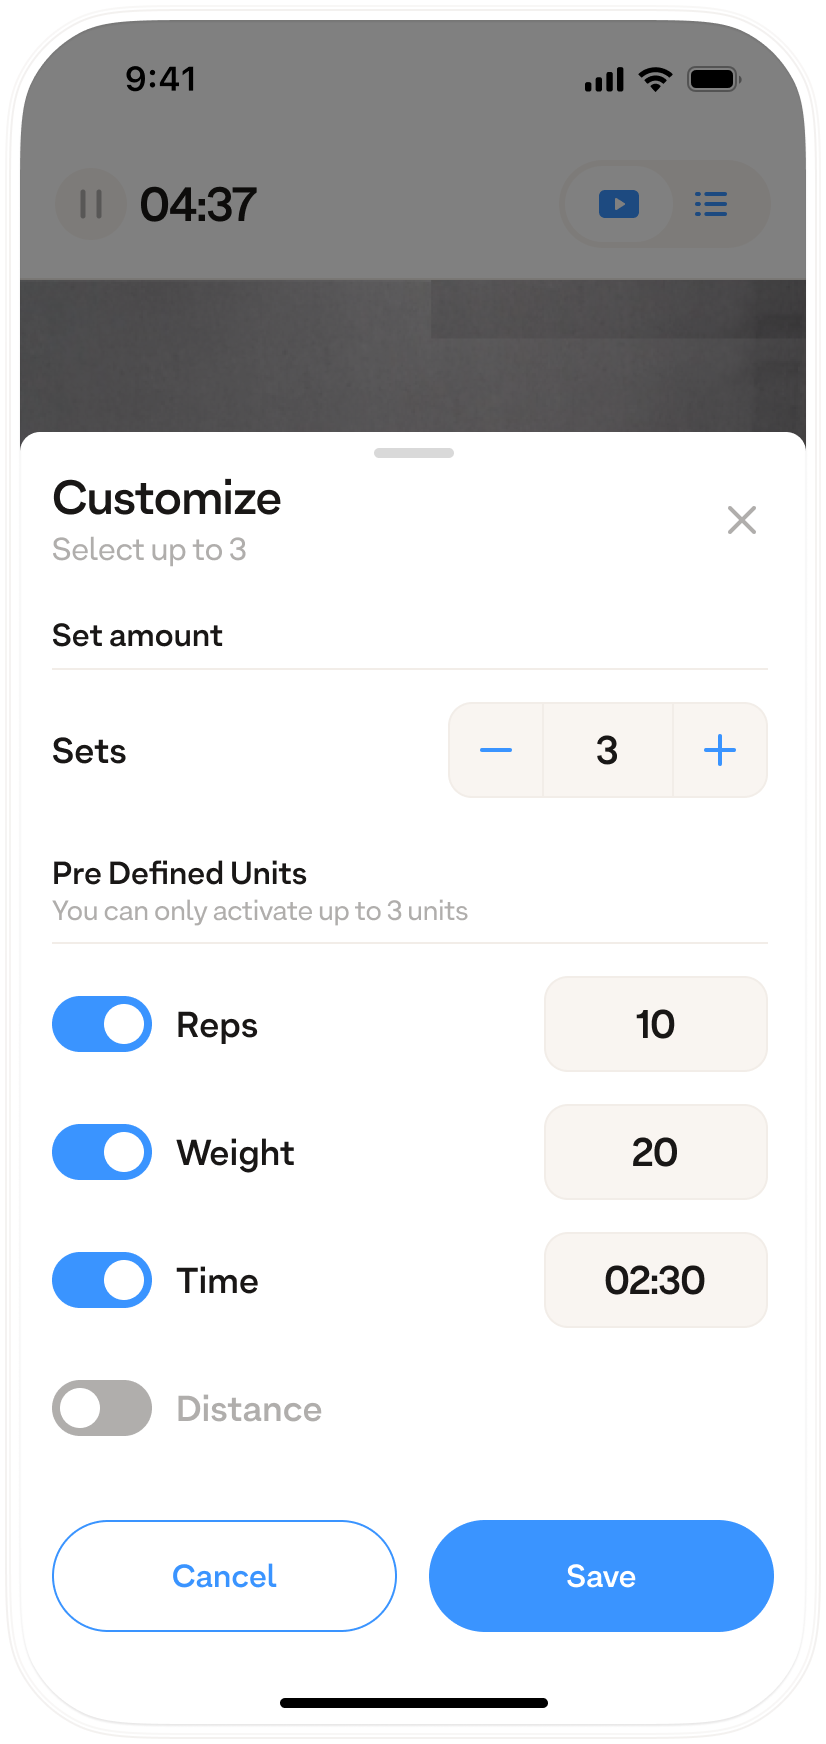 9:41
04:37
Customize
Select up to 3
Set amount
Sets
3
Pre Defined Units
You can only activate up to 3 units
Reps
10
Weight
20
Time
02:30
Distance
Cancel
Save